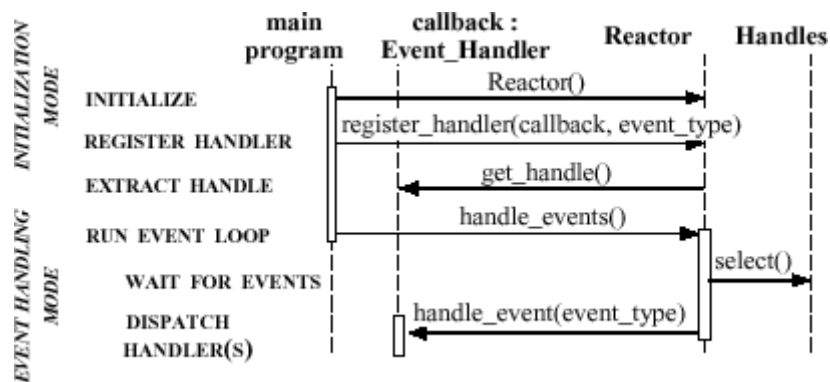 main program
callback : Event_Handler
Reactor
Handles
INITIALIZATION MODE
INITIALIZE
Reactor()
REGISTER HANDLER
register_handler(callback, event_type)
EXTRACT HANDLE
get_handle()
EVENT HANDLING MODE
RUN EVENT LOOP
handle_events()
WAIT FOR EVENTS
select()
DISPATCH
HANDLER(S)
handle_event(event_type)